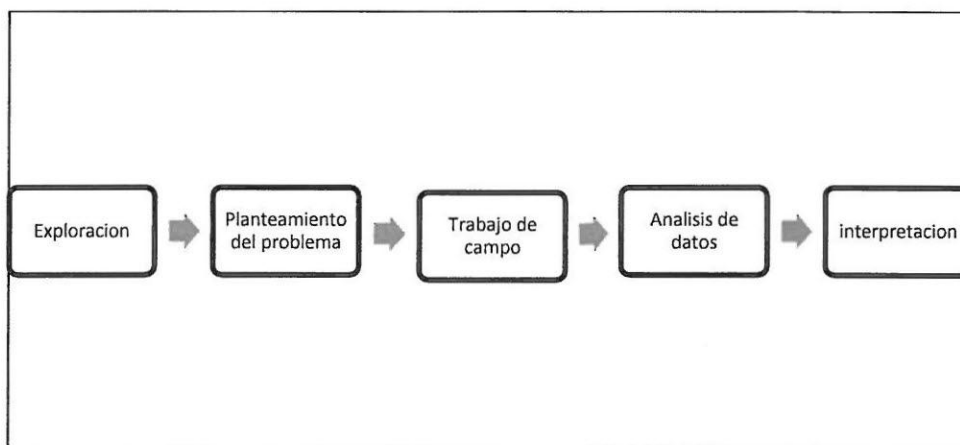 Exploracion
Planteamiento
del problema
Trabajo de
campo
Analisis de
datos
interpretacion